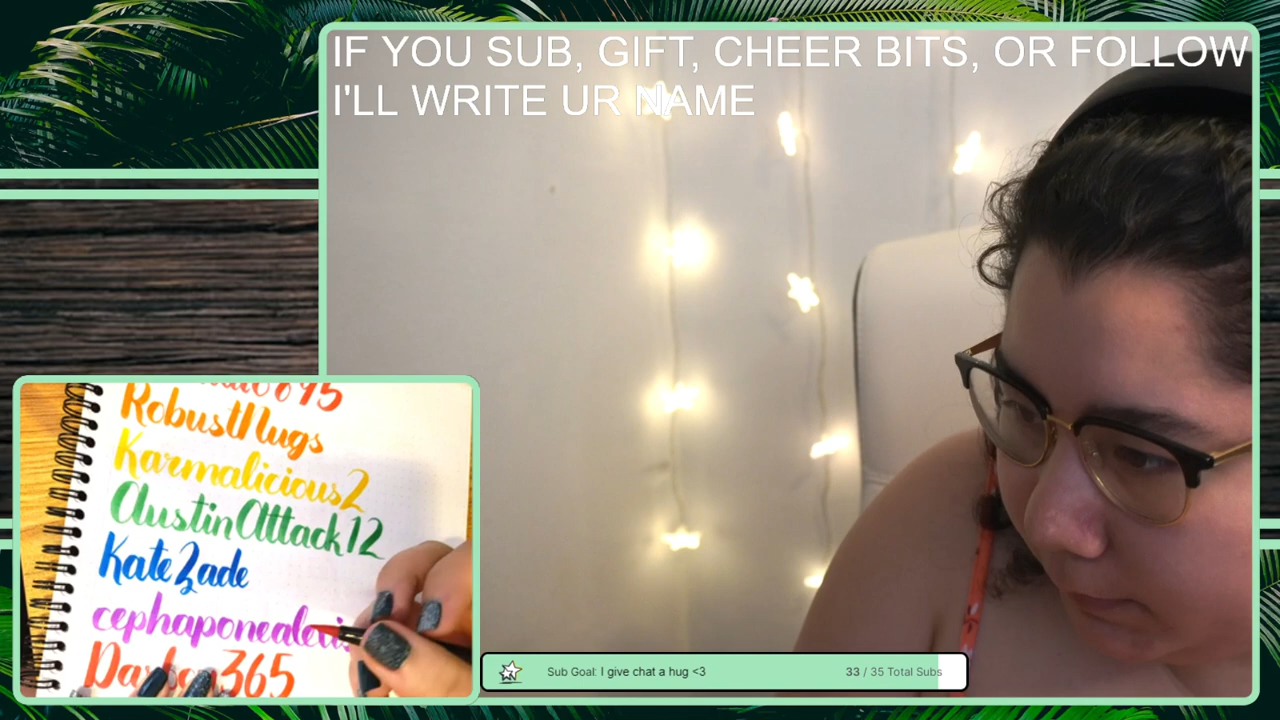 IF YOU SUB, GIFT, CHEER BITS, OR FOLLOW
I'LL WRITE UR NAME
RobustHugs
Karmalicious2
AustinAttack12
KateZade
Sub Goal: I give chat a hug <3
33 / 35 Total Subs